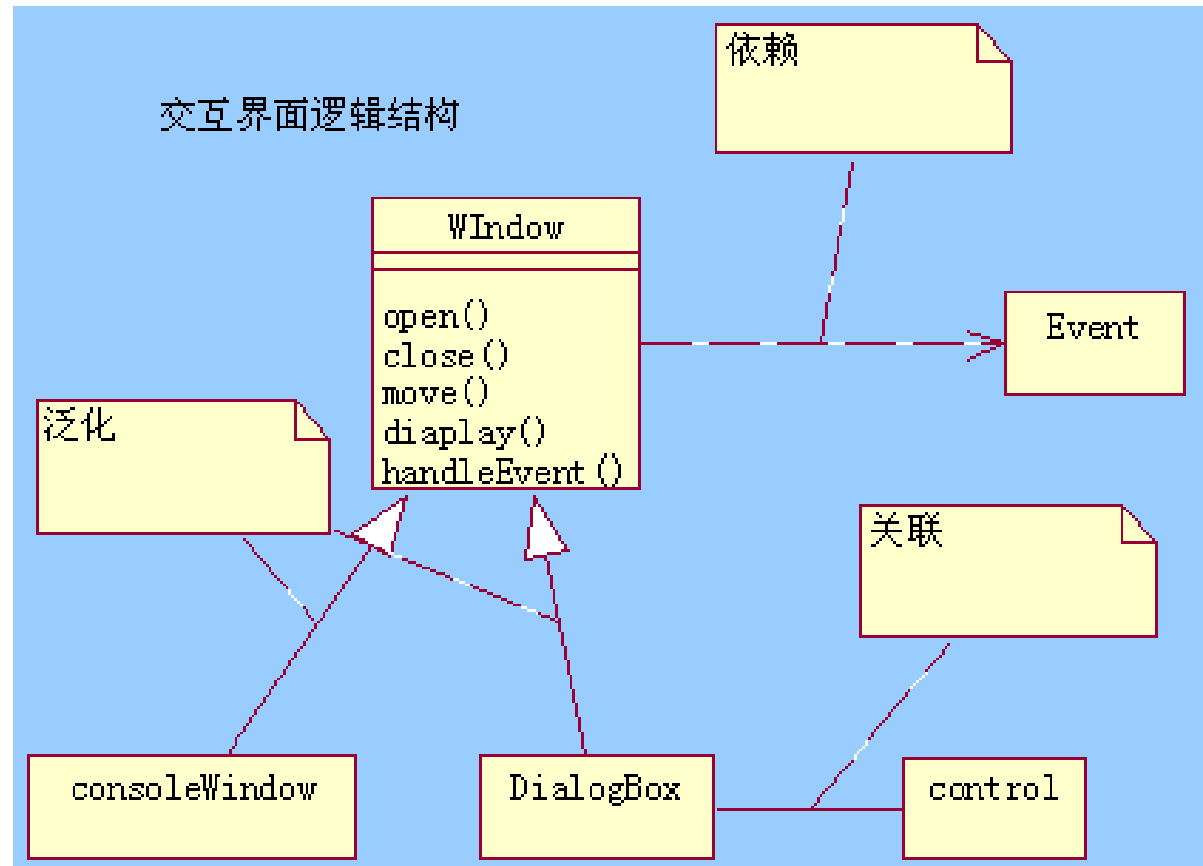 依赖
交互界面逻辑结构
WIndow
open()
close()
move()
diaplay()
handleEvent()
Event
泛化
关联
consoleWindow
DialogBox
control